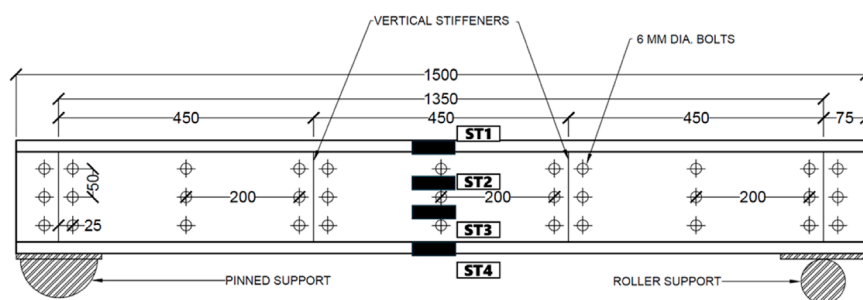 VERTICAL STIFFENERS
6 MM DIA. BOLTS
1500
1350
450
450
450
75
ST1
50
ST2
200
200
200
25
ST3
ST4
PINNED SUPPORT
ROLLER SUPPORT